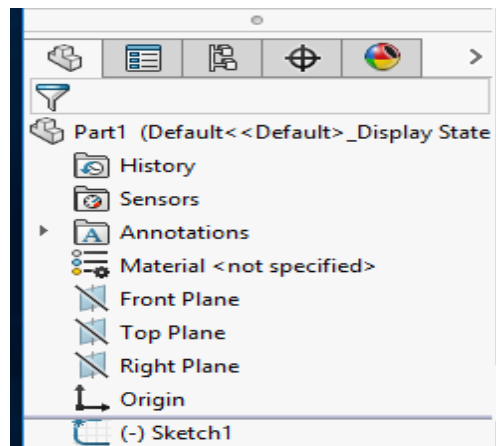 Part1 (Default<<Default>_Display State
History
Sensors
Annotations
Material <not specified>
Front Plane
Top Plane
Right Plane
Origin
(-) Sketch1